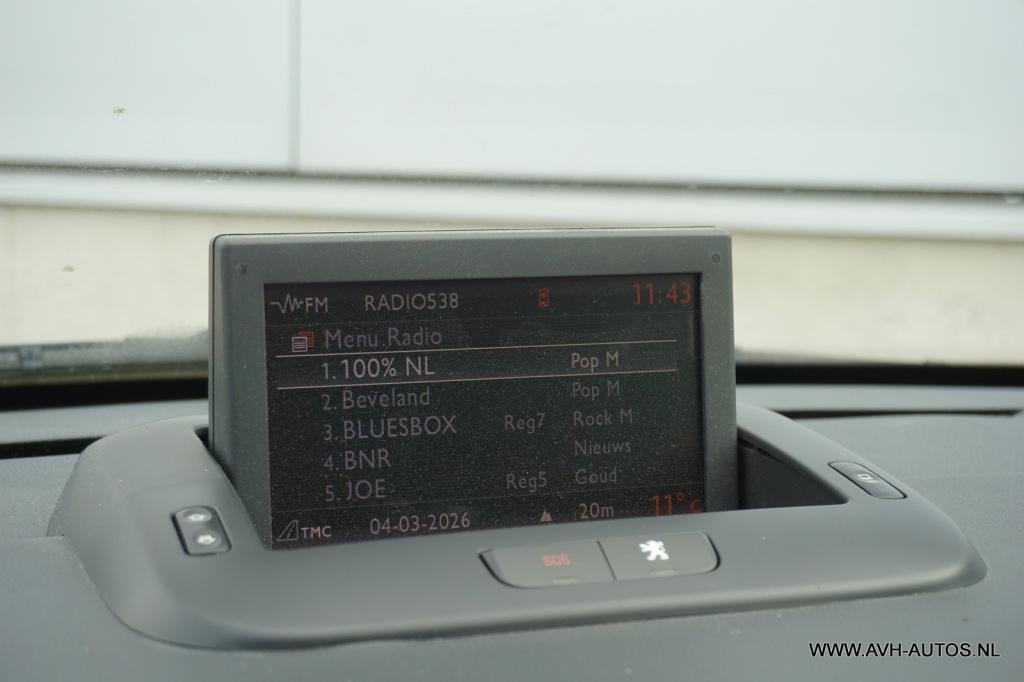 FM RADIO538 11:43
Menu Radio
1. 100% NL Pop M
2. Beveland Pop M
3. BLUESBOX Reg7 Rock M
4. BNR Nieuws
5. JOE Reg5 Goud
TMC 04-03-2026 20m 11°C
SOS
WWW.AVH-AUTOS.NL